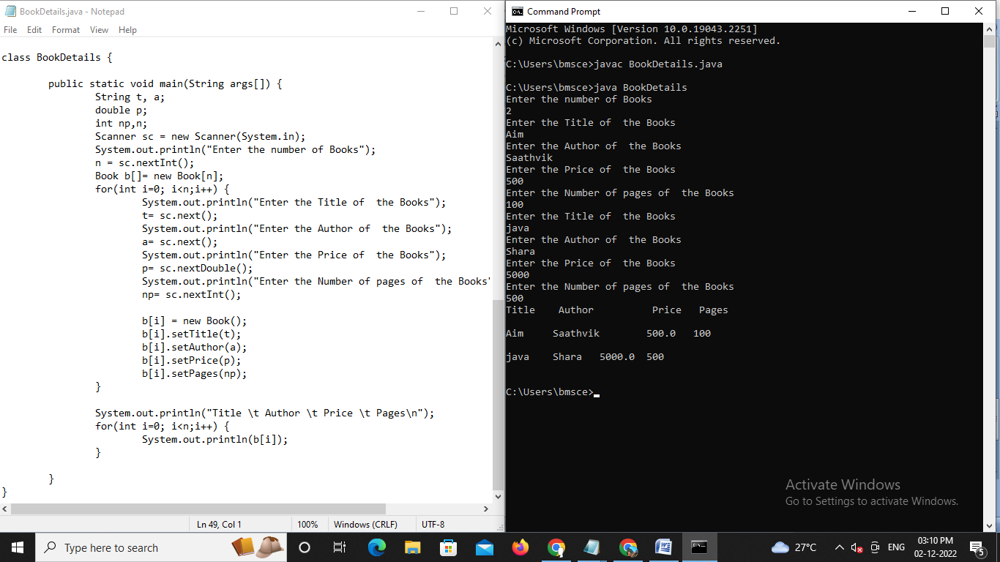 BookDetails.java - Notepad
File Edit Format View Help
class BookDetails {
public static void main(String args[]) {
String t, a;
double p;
int np,n;
Scanner sc = new Scanner(System.in);
System.out.println("Enter the number of Books");
n = sc.nextInt();
Book b[]= new Book[n];
for(int i=0; i<n;i++) {
System.out.println("Enter the Title of  the Books");
t= sc.next();
System.out.println("Enter the Author of  the Books");
a= sc.next();
System.out.println("Enter the Price of  the Books");
p= sc.nextDouble();
System.out.println("Enter the Number of pages of  the Books"
np= sc.nextInt();
b[i] = new Book();
b[i].setTitle(t);
b[i].setAuthor(a);
b[i].setPrice(p);
b[i].setPages(np);
}
System.out.println("Title \t Author \t Price \t Pages\n");
for(int i=0; i<n;i++) {
System.out.println(b[i]);
}
}
}
Ln 49, Col 1 100% Windows (CRLF) UTF-8
Command Prompt
Microsoft Windows [Version 10.0.19043.2251]
(c) Microsoft Corporation. All rights reserved.
C:\Users\bmsce>javac BookDetails.java
C:\Users\bmsce>java BookDetails
Enter the number of Books
2
Enter the Title of  the Books
Aim
Enter the Author of  the Books
Saathvik
Enter the Price of  the Books
500
Enter the Number of pages of  the Books
100
Enter the Title of  the Books
java
Enter the Author of  the Books
Shara
Enter the Price of  the Books
5000
Enter the Number of pages of  the Books
500
Title    Author          Price   Pages
Aim     Saathvik        500.0   100
java    Shara   5000.0  500
C:\Users\bmsce>
Activate Windows
Go to Settings to activate Windows.
Type here to search
27°C
ENG
03:10 PM
02-12-2022
5